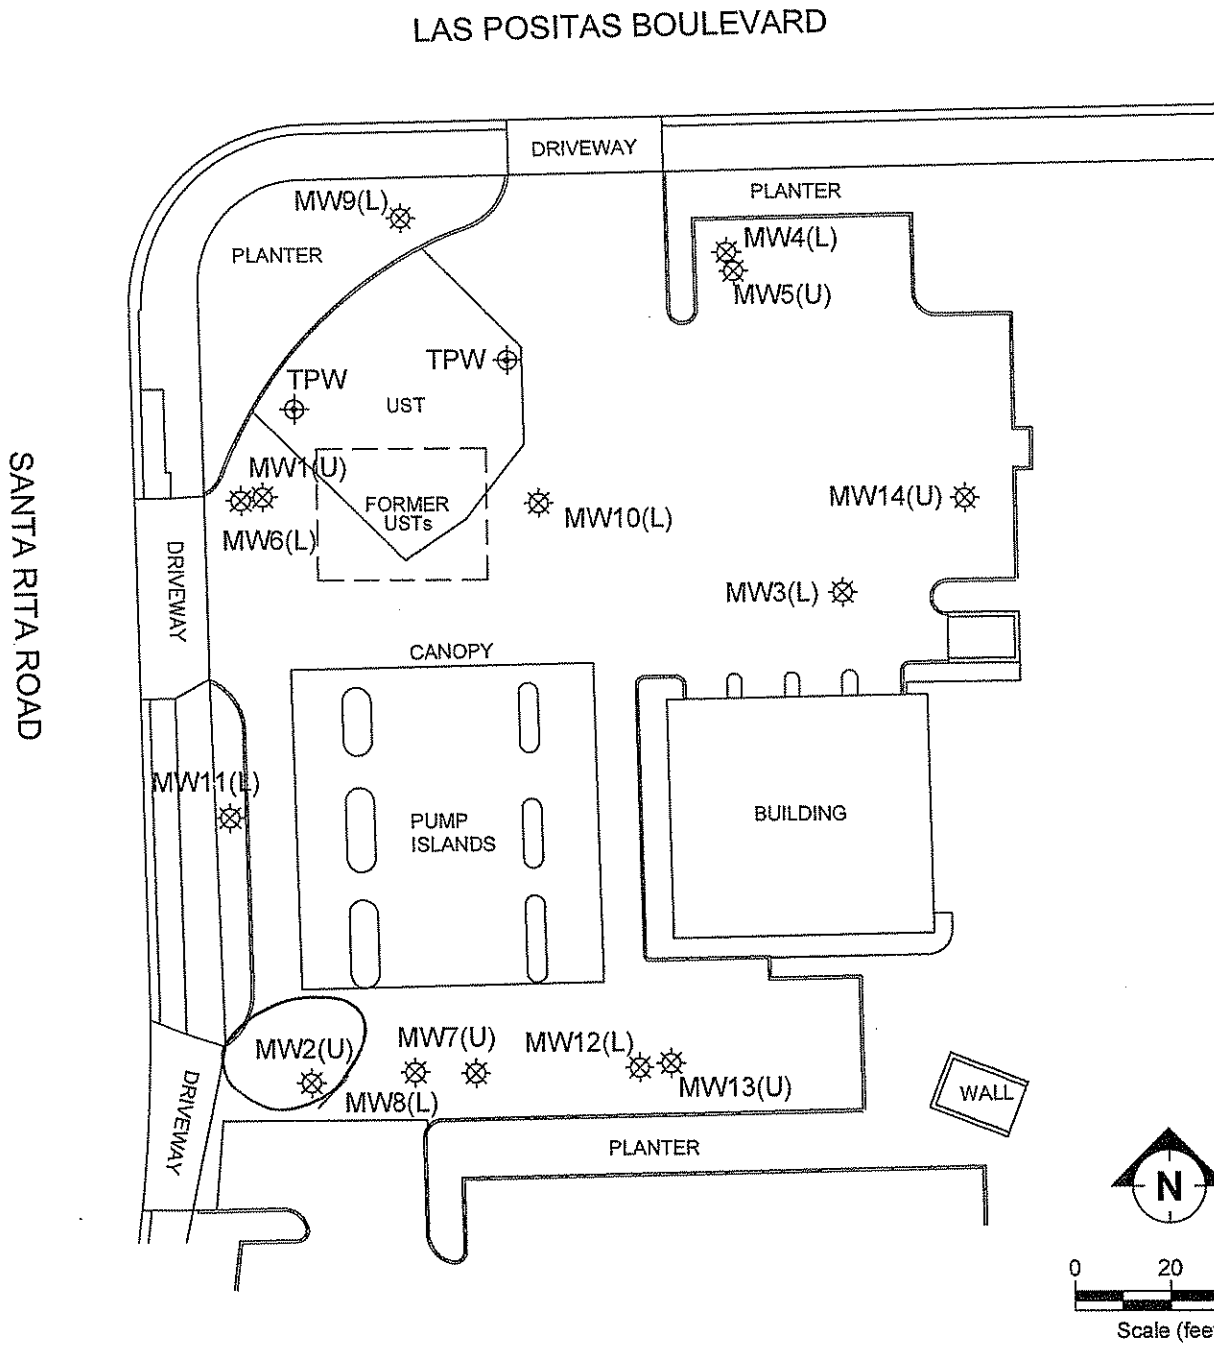 LAS POSITAS BOULEVARD
DRIVEWAY
PLANTER
MW9(L)
PLANTER
MW4(L)
MW5(U)
TPW
TPW
UST
SANTA RITA ROAD
MW1(U)
FORMER
USTs
MW6(L)
MW10(L)
MW14(U)
DRIVEWAY
MW3(L)
CANOPY
MW11(L)
PUMP
ISLANDS
BUILDING
MW2(U)
MW7(U)
MW12(L)
MW8(L)
MW13(U)
WALL
DRIVEWAY
PLANTER
N
0 20
Scale (fee